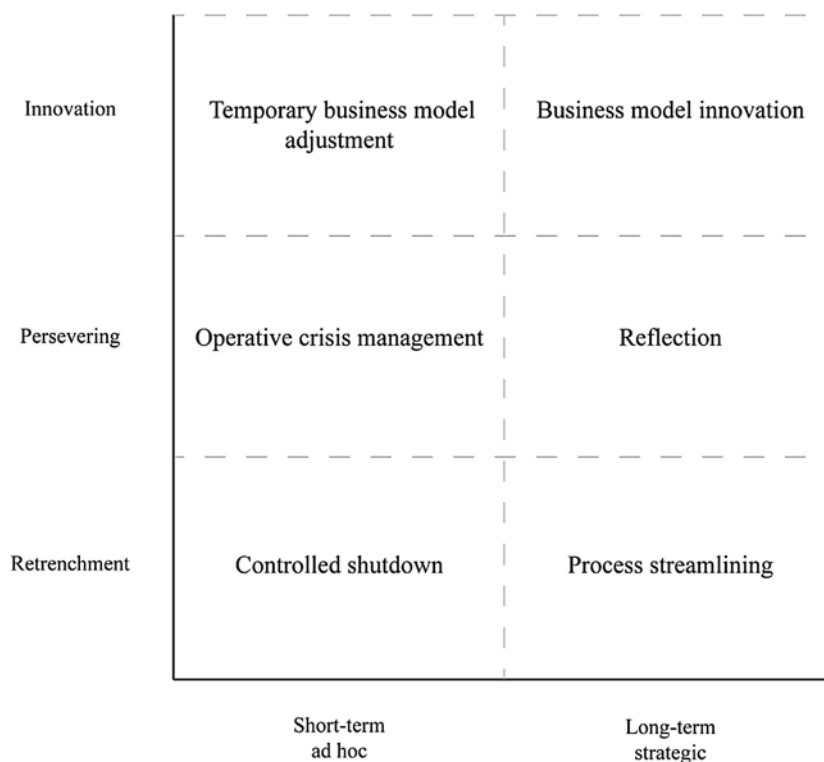 Innovation
Temporary business model
adjustment
Business model innovation
Persevering
Operative crisis management
Reflection
Retrenchment
Controlled shutdown
Process streamlining
Short-term
ad hoc
Long-term
strategic